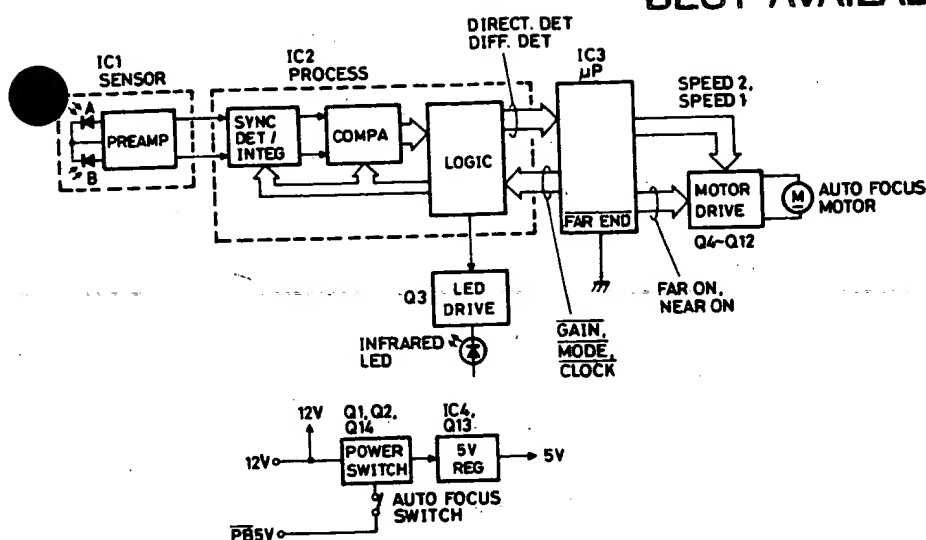 DIRECT. DET
DIFF. DET
IC1
SENSOR
IC2
PROCESS
IC3
μP
SPEED 2,
SPEED 1
A
B
PREAMP
SYNC
DET /
INTEG
COMPA
LOGIC
FAR END
MOTOR
DRIVE
M
AUTO FOCUS
MOTOR
Q4~Q12
Q3
LED
DRIVE
INFRARED
LED
FAR ON,
NEAR ON
GAIN,
MODE,
CLOCK
12V
Q1, Q2,
Q14
IC4,
Q13
12V
POWER
SWITCH
5V
REG
5V
AUTO FOCUS
SWITCH
PB5V